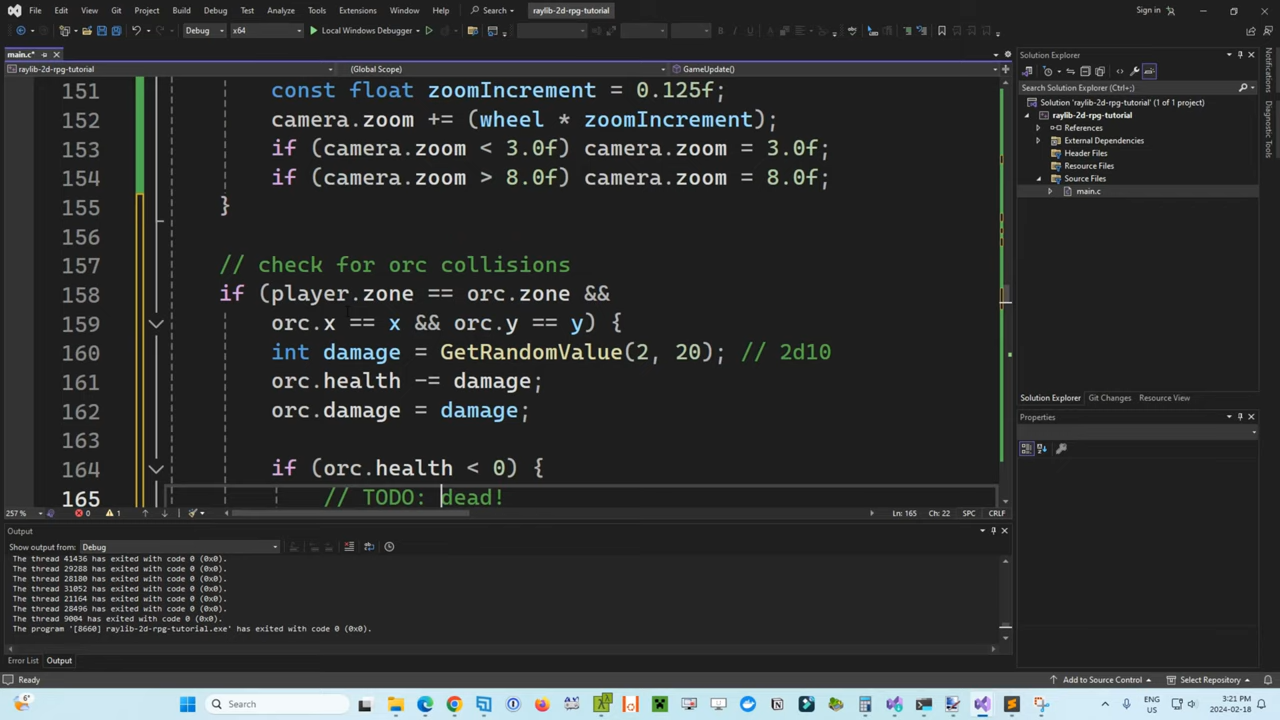 File Edit View Git Project Build Debug Test Analyze Tools Extensions Window Help Search raylib-2d-rpg-tutorial Sign in
Debug x64 Local Windows Debugger
main.c*
raylib-2d-rpg-tutorial (Global Scope) GameUpdate()
151 const float zoomIncrement = 0.125f;
152 camera.zoom += (wheel * zoomIncrement);
153 if (camera.zoom < 3.0f) camera.zoom = 3.0f;
154 if (camera.zoom > 8.0f) camera.zoom = 8.0f;
155 }
156
157 // check for orc collisions
158 if (player.zone == orc.zone &&
159 orc.x == x && orc.y == y) {
160 int damage = GetRandomValue(2, 20); // 2d10
161 orc.health -= damage;
162 orc.damage = damage;
163
164 if (orc.health < 0) {
165 // TODO: dead!
257 % 0 1 Ln: 165 Ch: 22 SPC CRLF
Output
Show output from: Debug
The thread 41436 has exited with code 0 (0x0).
The thread 29288 has exited with code 0 (0x0).
The thread 28180 has exited with code 0 (0x0).
The thread 31052 has exited with code 0 (0x0).
The thread 21164 has exited with code 0 (0x0).
The thread 28496 has exited with code 0 (0x0).
The thread 9004 has exited with code 0 (0x0).
The program '[8660] raylib-2d-rpg-tutorial.exe' has exited with code 0 (0x0).
Error List Output
Solution Explorer
Search Solution Explorer (Ctrl+;)
Solution 'raylib-2d-rpg-tutorial' (1 of 1 project)
raylib-2d-rpg-tutorial
References
External Dependencies
Header Files
Resource Files
Source Files
main.c
Solution Explorer Git Changes Resource View
Properties
Notifications
Diagnostic Tools
Ready Add to Source Control Select Repository
6° Search ENG US 3:21 PM 2024-02-18